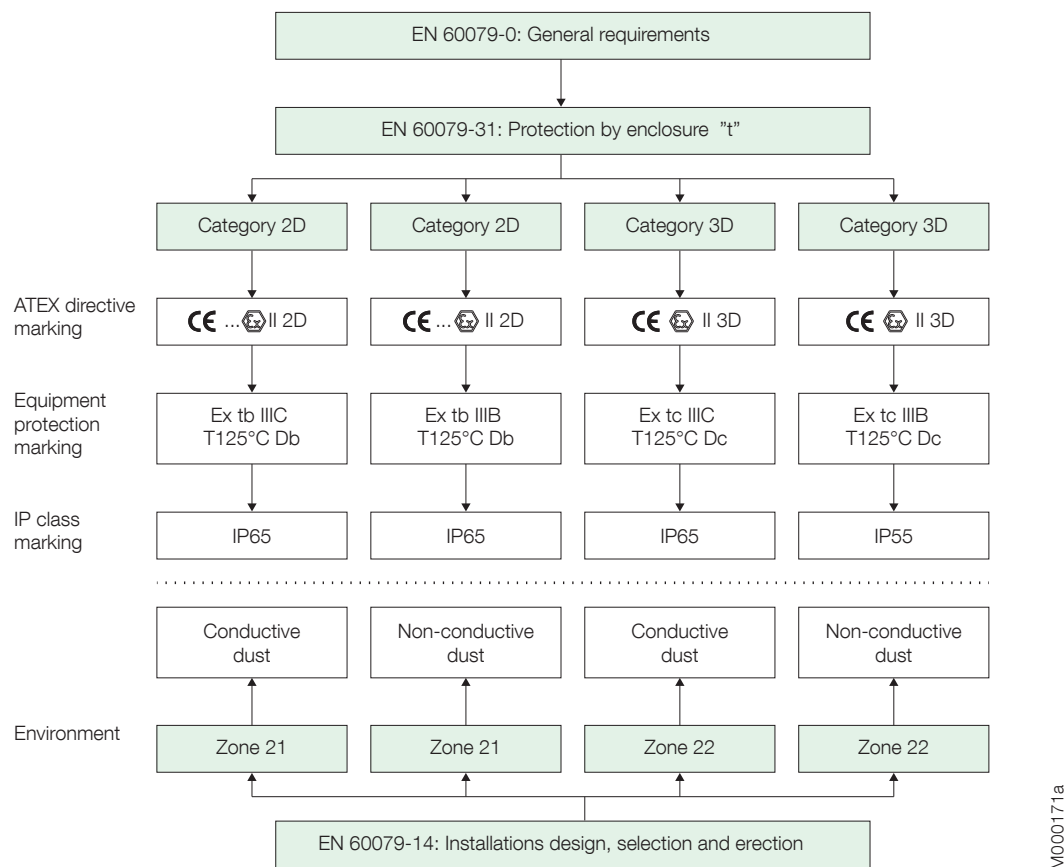 EN 60079-0: General requirements
EN 60079-31: Protection by enclosure ”t”
Category 2D
Category 2D
Category 3D
Category 3D
ATEX directive
marking
CE ... Ex II 2D
CE ... Ex II 2D
CE Ex II 3D
CE Ex II 3D
Equipment
protection
marking
Ex tb IIIC
T125°C Db
Ex tb IIIB
T125°C Db
Ex tc IIIC
T125°C Dc
Ex tc IIIB
T125°C Dc
IP class
marking
IP65
IP65
IP65
IP55
Conductive
dust
Non-conductive
dust
Conductive
dust
Non-conductive
dust
Environment
Zone 21
Zone 21
Zone 22
Zone 22
EN 60079-14: Installations design, selection and erection
M000171a